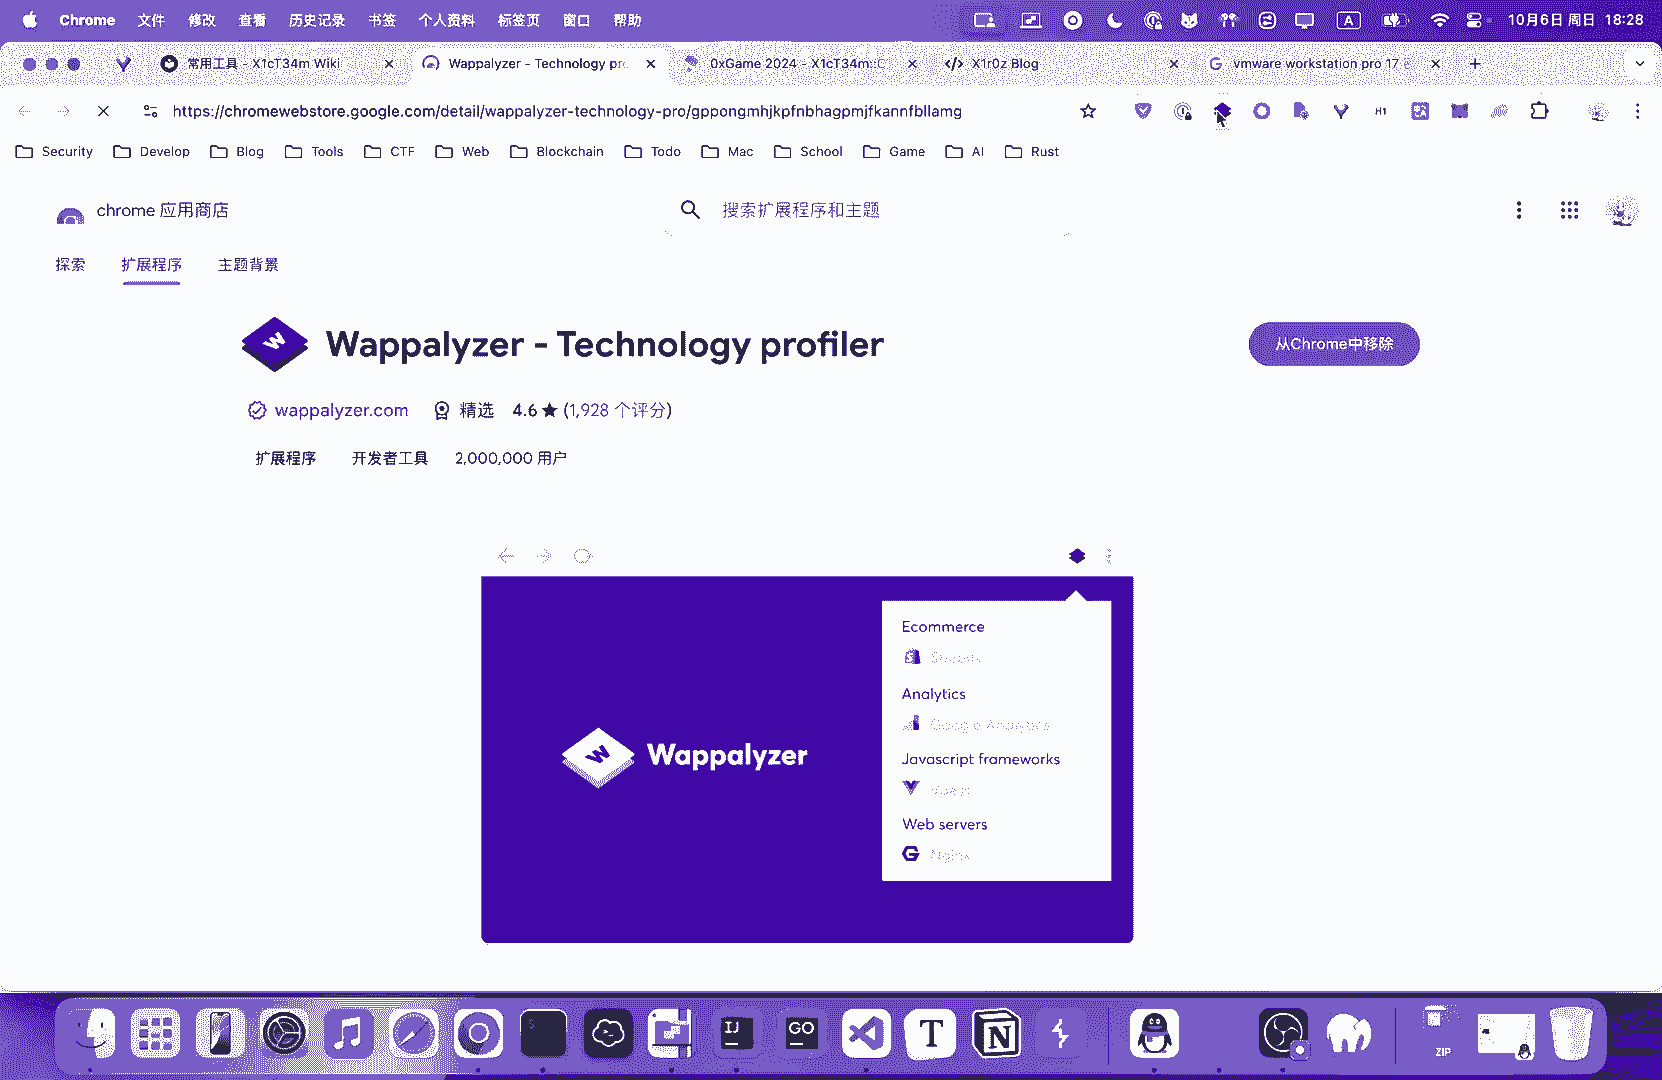 Chrome 文件 修改 查看 历史记录 书签 个人资料 标签页 窗口 帮助 A 10月6日 周日 18:28
常用工具 - X1cT34m Wiki Wappalyzer - Technology pr 0xGame 2024 - X1cT34m::C X1r0z Blog vmware workstation pro 17
https://chromewebstore.google.com/detail/wappalyzer-technology-pro/gppongmhjkpfnbhagpmjfkannfbllamg H1
Security Develop Blog Tools CTF Web Blockchain Todo Mac School Game AI Rust
chrome 应用商店 搜索扩展程序和主题
探索 扩展程序 主题背景
W Wappalyzer - Technology profiler 从Chrome中移除
wappalyzer.com 精选 4.6 ★ (1,928 个评分)
扩展程序 开发者工具 2,000,000 用户
Ecommerce
Analytics
Google Analytics
W Wappalyzer
Javascript frameworks
Web servers
Nginx
IJ GO T N ZIP